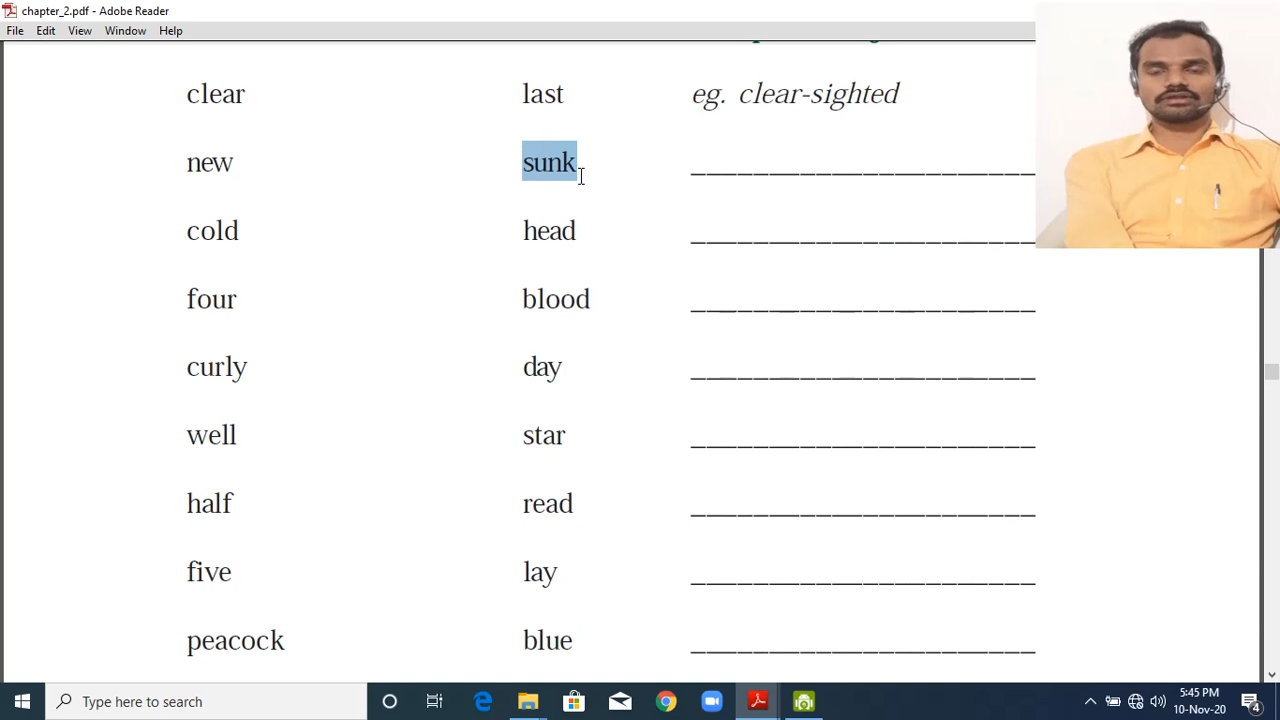 chapter_2.pdf - Adobe Reader
File Edit View Window Help
clear last eg. clear-sighted
new sunk
cold head
four blood
curly day
well star
half read
five lay
peacock blue
Type here to search
5:45 PM
10-Nov-20
4